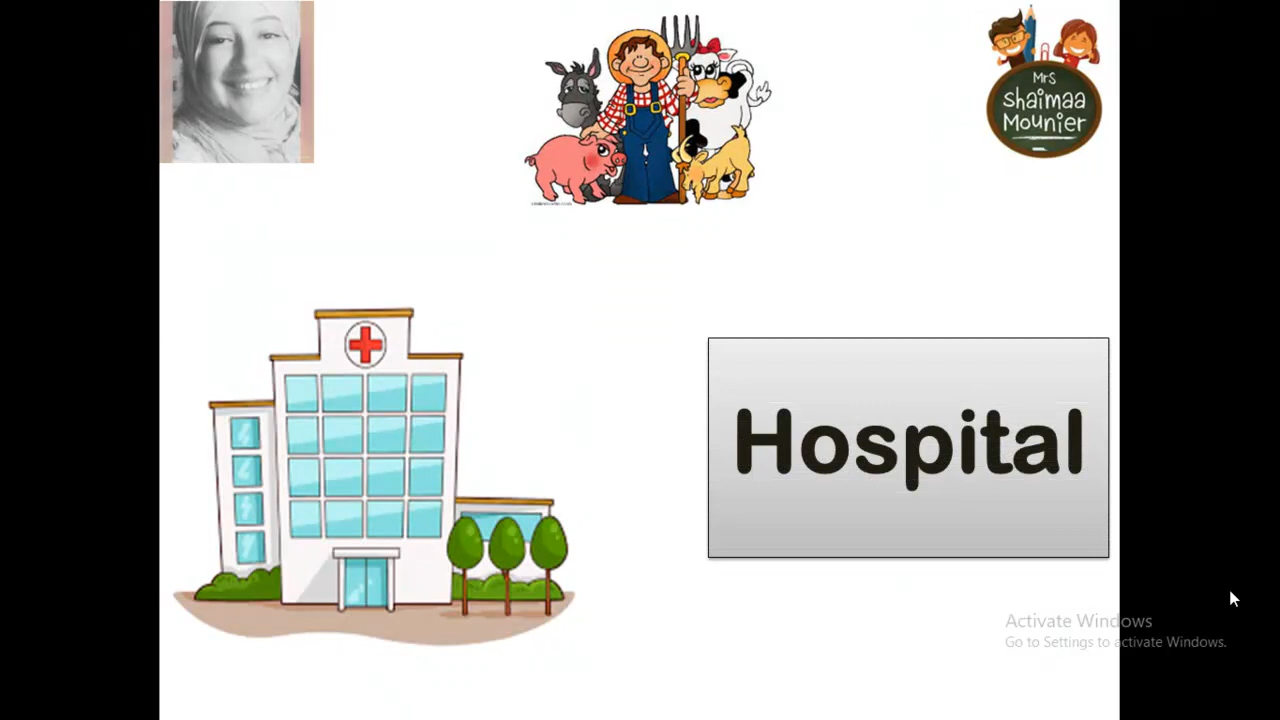 Mrs
Shaimaa
Mounier
Hospital
Activate Windows
Go to Settings to activate Windows.